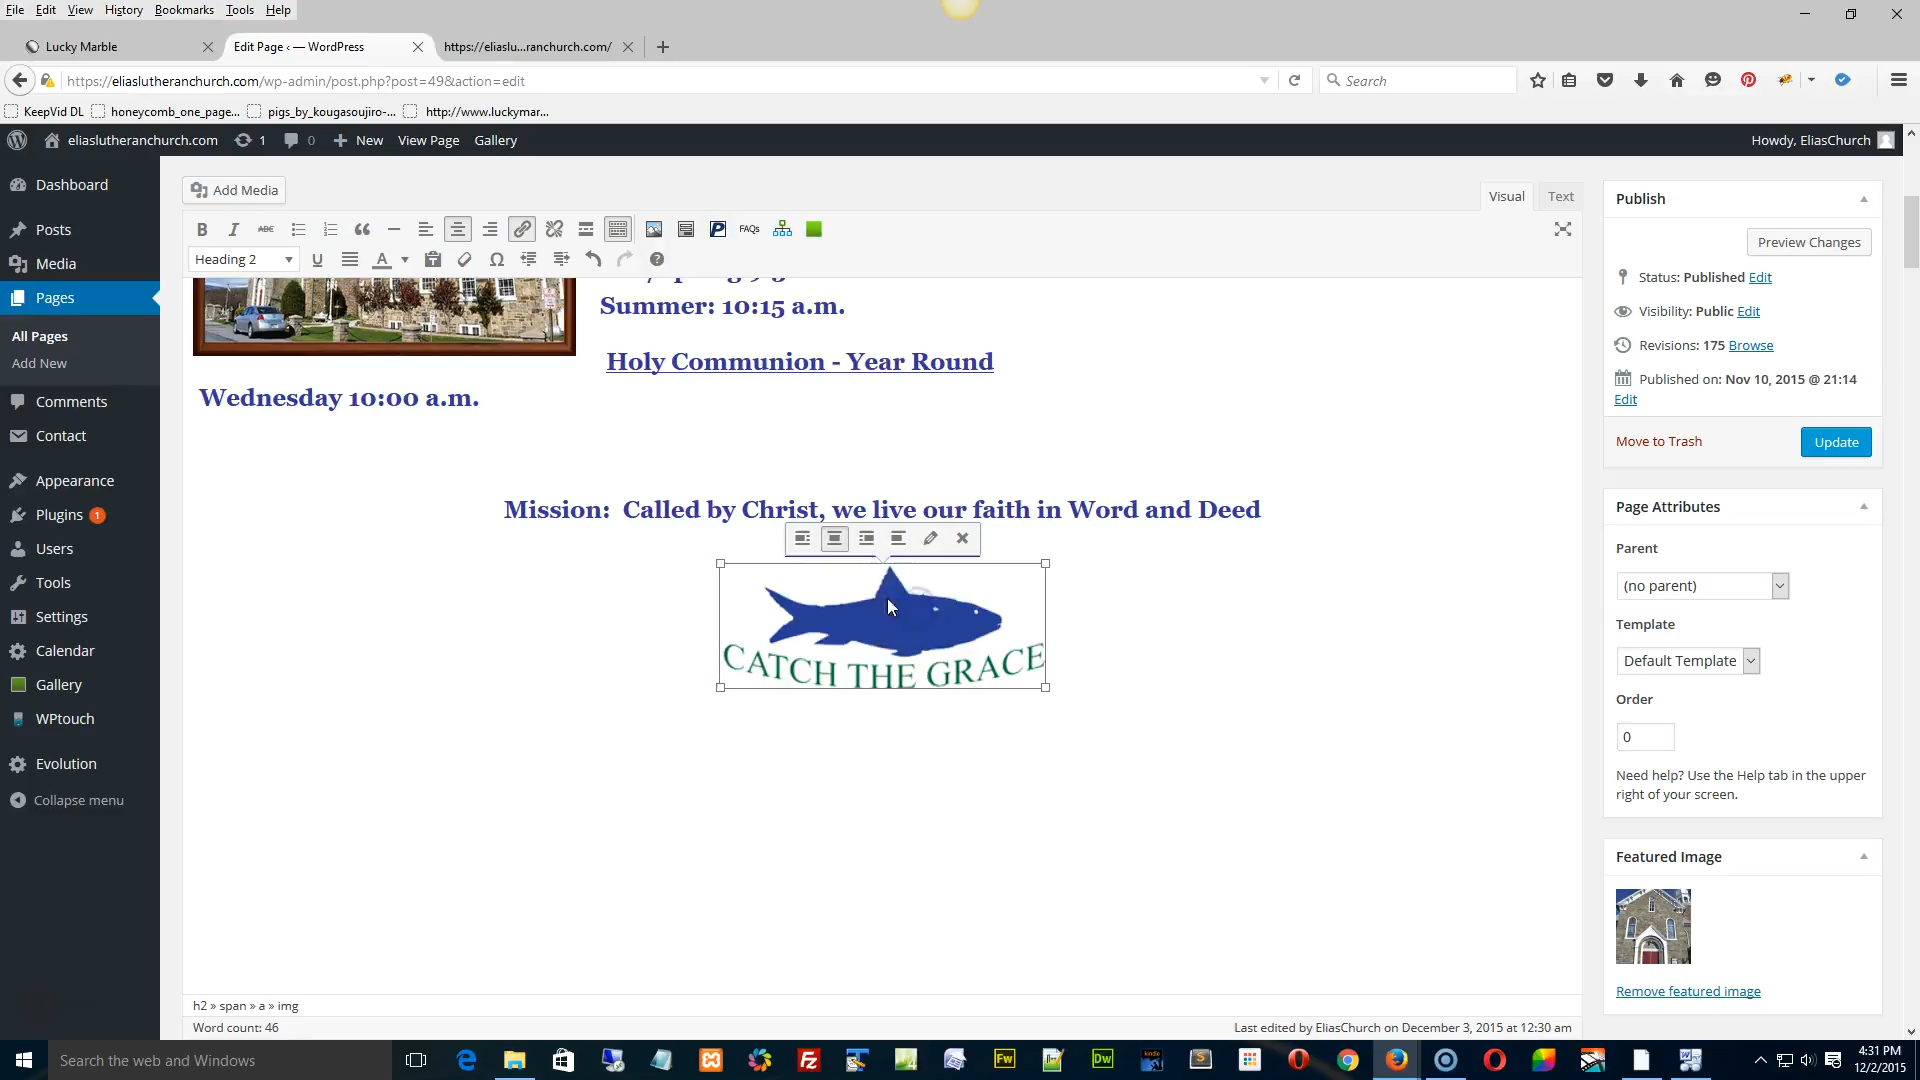 File Edit View History Bookmarks Tools Help
Lucky Marble
Edit Page ‹ — WordPress
https://eliaslu...ranchurch.com/
https://eliaslutheranchurch.com/wp-admin/post.php?post=49&action=edit
Search
KeepVid DL
honeycomb_one_page...
pigs_by_kougasoujiro-...
http://www.luckymar...
eliaslutheranchurch.com
1
0
New
View Page
Gallery
Howdy, EliasChurch
Dashboard
Posts
Media
Pages
All Pages
Add New
Comments
Contact
Appearance
Plugins 1
Users
Tools
Settings
Calendar
Gallery
WPtouch
Evolution
Collapse menu
Add Media
Visual
Text
B I ABC
FAQs
Heading 2
Summer: 10:15 a.m.
Holy Communion - Year Round
Wednesday 10:00 a.m.
Mission: Called by Christ, we live our faith in Word and Deed
CATCH THE GRACE
h2 » span » a » img
Word count: 46
Last edited by EliasChurch on December 3, 2015 at 12:30 am
Publish
Preview Changes
Status: Published Edit
Visibility: Public Edit
Revisions: 175 Browse
Published on: Nov 10, 2015 @ 21:14
Edit
Move to Trash
Update
Page Attributes
Parent
(no parent)
Template
Default Template
Order
0
Need help? Use the Help tab in the upper
right of your screen.
Featured Image
Remove featured image
Search the web and Windows
Fw
Dw
kindle
4:31 PM
12/2/2015